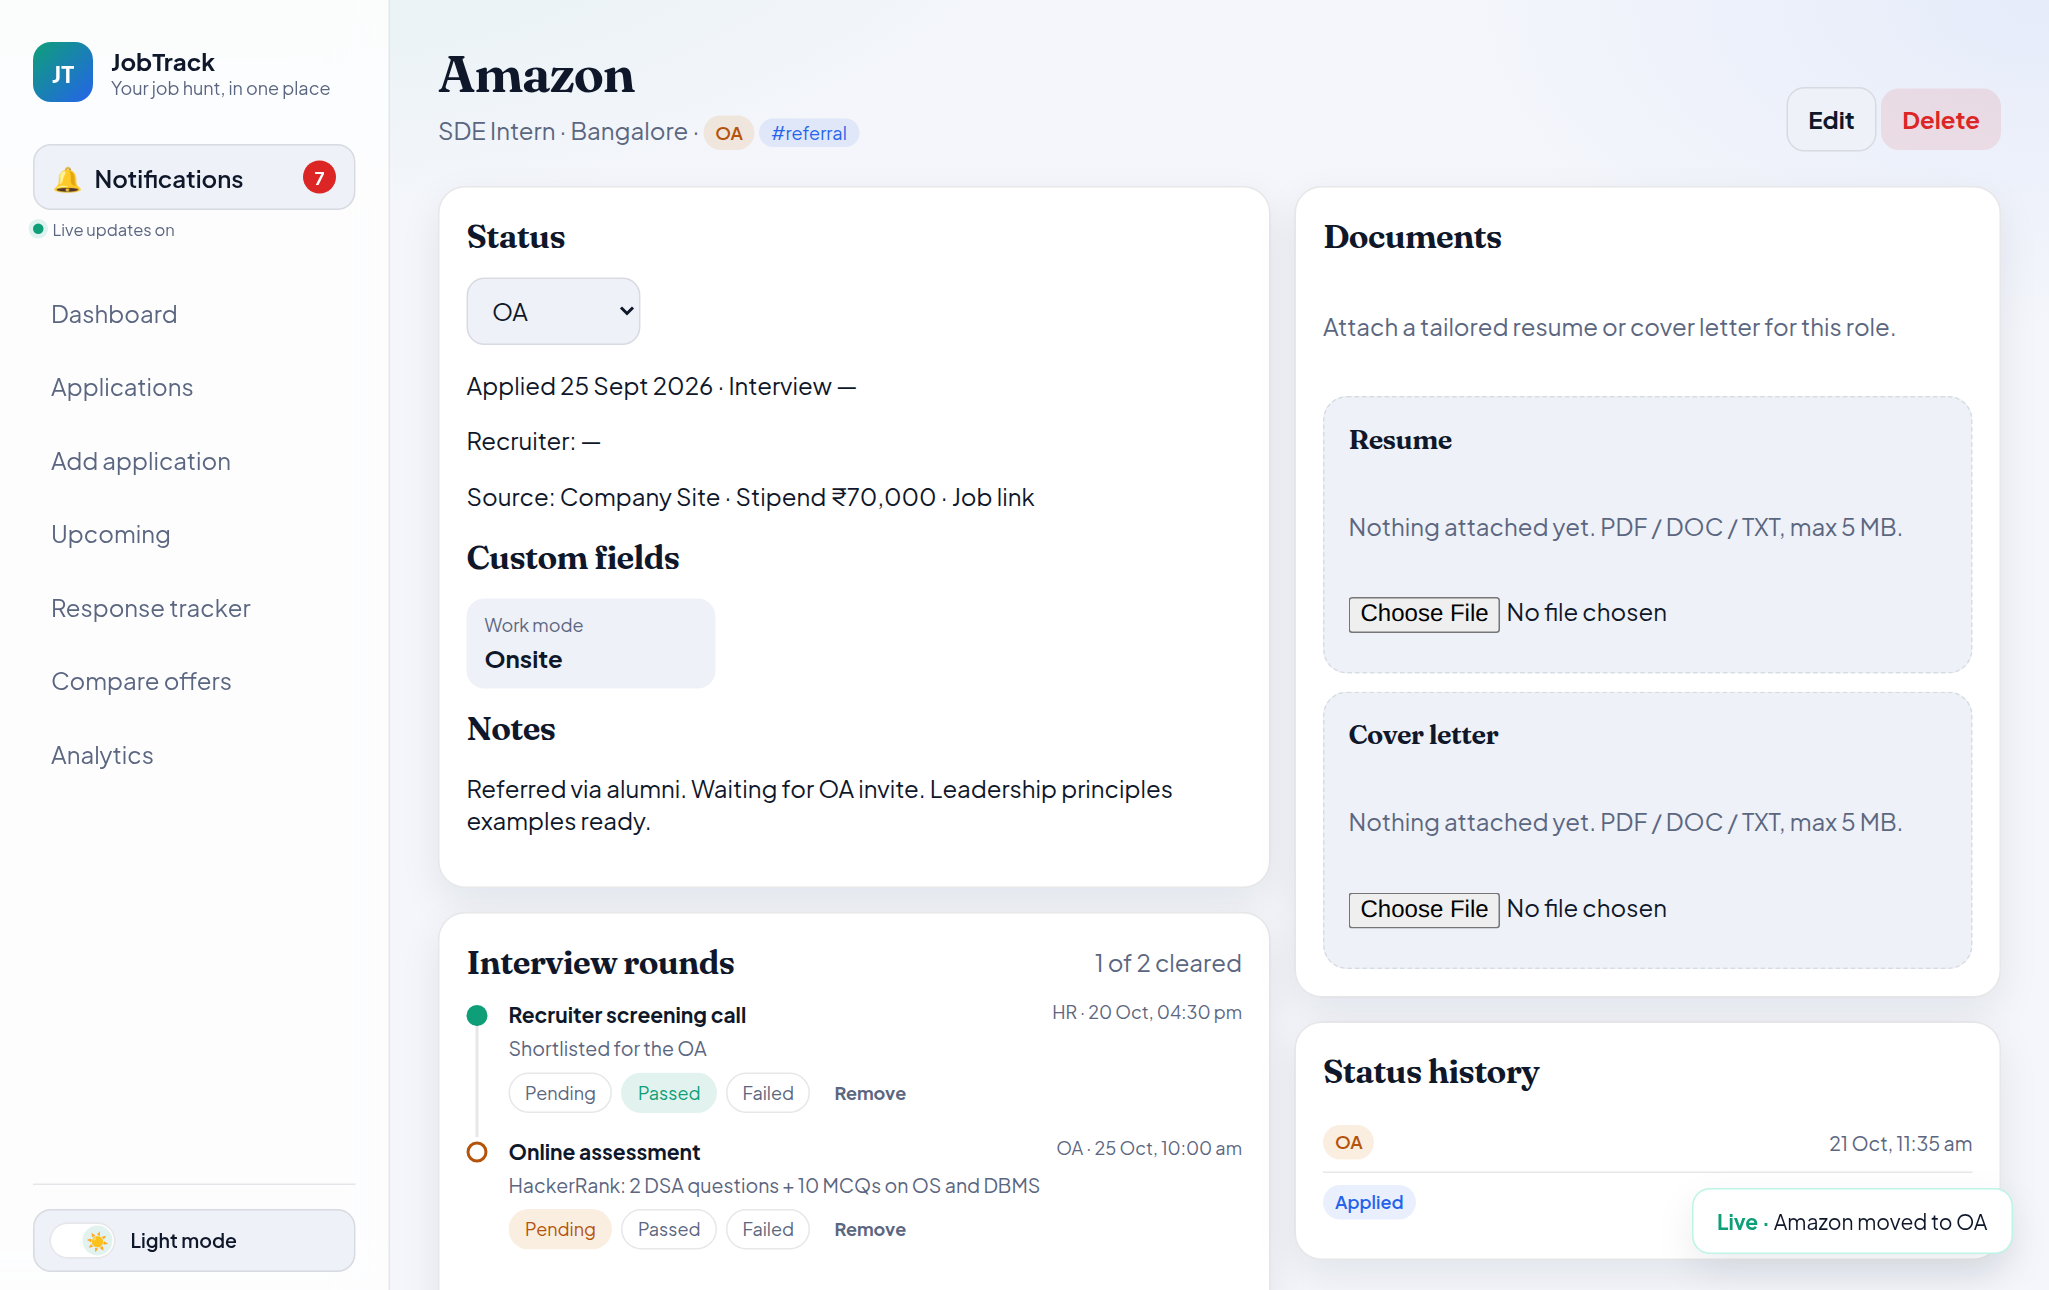 JT
JobTrack
Your job hunt, in one place
🔔 Notifications 7
Live updates on
Dashboard
Applications
Add application
Upcoming
Response tracker
Compare offers
Analytics
Light mode
Amazon
SDE Intern · Bangalore · OA #referral
Edit
Delete
Status
OA
Applied 25 Sept 2026 · Interview —
Recruiter: —
Source: Company Site · Stipend ₹70,000 · Job link
Custom fields
Work mode
Onsite
Notes
Referred via alumni. Waiting for OA invite. Leadership principles
examples ready.
Interview rounds
1 of 2 cleared
Recruiter screening call
HR · 20 Oct, 04:30 pm
Shortlisted for the OA
Pending Passed Failed Remove
Online assessment
OA · 25 Oct, 10:00 am
HackerRank: 2 DSA questions + 10 MCQs on OS and DBMS
Pending Passed Failed Remove
Documents
Attach a tailored resume or cover letter for this role.
Resume
Nothing attached yet. PDF / DOC / TXT, max 5 MB.
Choose File No file chosen
Cover letter
Nothing attached yet. PDF / DOC / TXT, max 5 MB.
Choose File No file chosen
Status history
OA
21 Oct, 11:35 am
Applied
Live · Amazon moved to OA